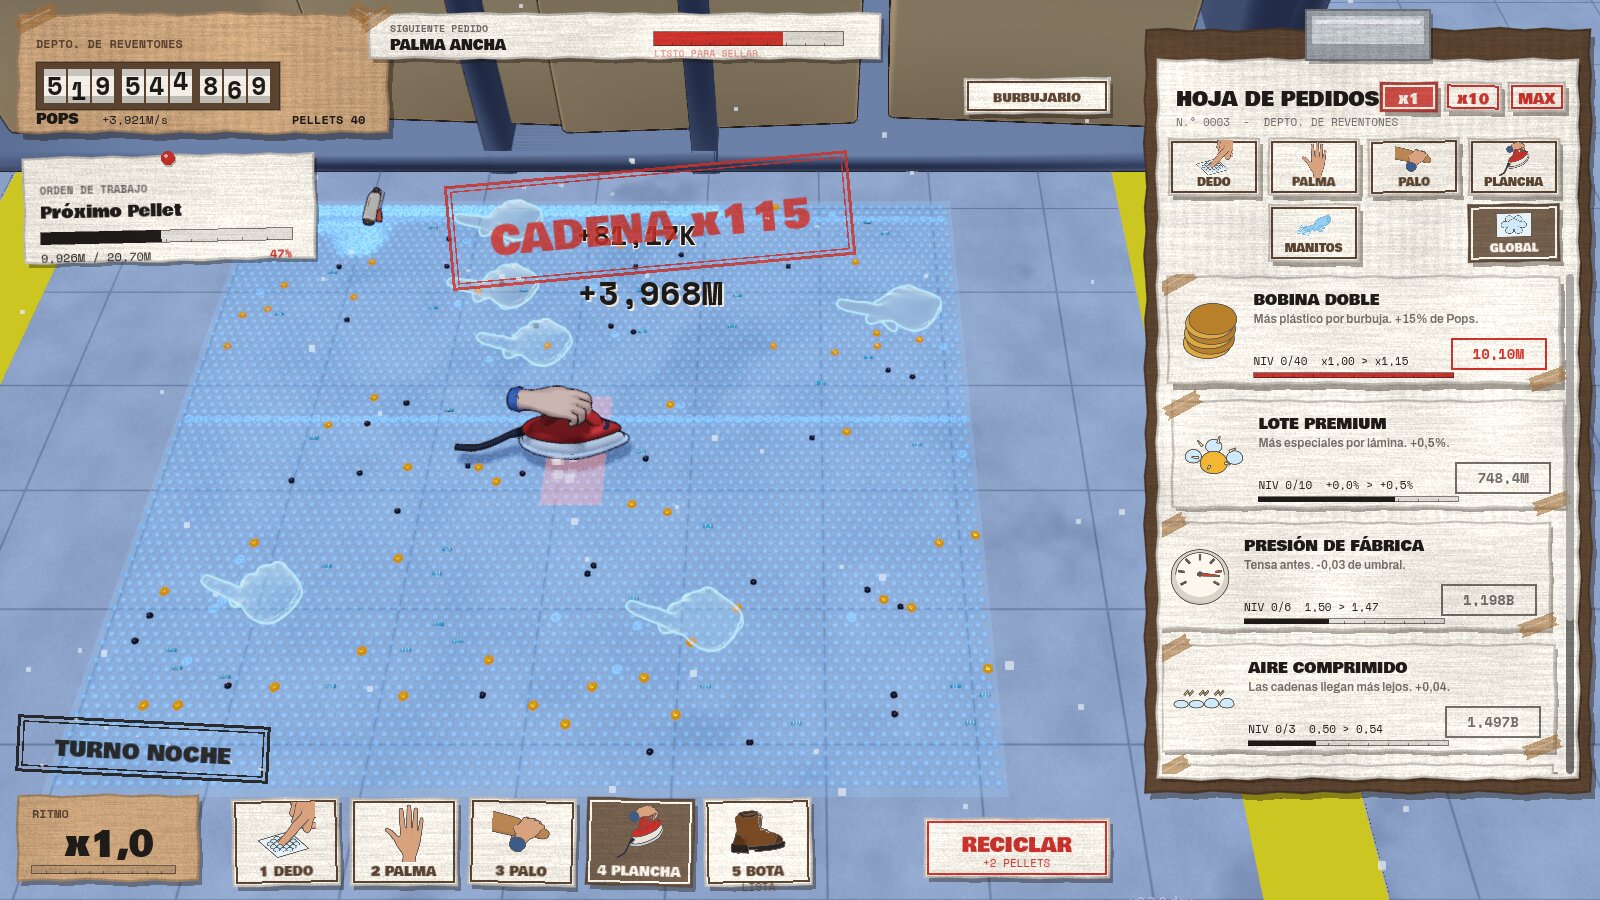 DEPTO. DE REVENTONES
519 544 869
POPS +3,921M/s PELLETS 40
SIGUIENTE PEDIDO
PALMA ANCHA
LISTO PARA SELLAR
BURBUJARIO
ORDEN DE TRABAJO
Próximo Pellet
9,926M / 20,70M 47%
CADENA x115
+81,17K
+3,968M
HOJA DE PEDIDOS x1 x10 MAX
N.° 0003 - DEPTO. DE REVENTONES
DEDO PALMA PALO PLANCHA
MANITOS GLOBAL
BOBINA DOBLE
Más plástico por burbuja. +15% de Pops.
NIV 0/40 x1,00 > x1,15 10,10M
LOTE PREMIUM
Más especiales por lámina. +0,5%.
NIV 0/10 +0,0% > +0,5% 748,4M
PRESIÓN DE FÁBRICA
Tensa antes. -0,03 de umbral.
NIV 0/6 1,50 > 1,47 1,198B
AIRE COMPRIMIDO
Las cadenas llegan más lejos. +0,04.
NIV 0/3 0,50 > 0,54 1,497B
TURNO NOCHE
RITMO
x1,0
1 DEDO 2 PALMA 3 PALO 4 PLANCHA 5 BOTA
LISTA
RECICLAR
+2 PELLETS